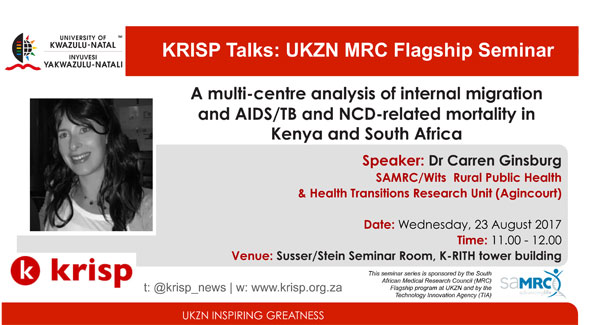 UNIVERSITY OF ™
KWAZULU-NATAL
INYUVESI
YAKWAZULU-NATALI
KRISP Talks: UKZN MRC Flagship Seminar
A multi-centre analysis of internal migration
and AIDS/TB and NCD-related mortality in
Kenya and South Africa
Speaker: Dr Carren Ginsburg
SAMRC/Wits Rural Public Health
& Health Transitions Research Unit (Agincourt)
Date: Wednesday, 23 August 2017
Time: 11.00 - 12.00
Venue: Susser/Stein Seminar Room, K-RITH tower building
k krisp
t: @krisp_news | w: www.krisp.org.za
This seminar series is sponsored by the South
African Medical Research Council (MRC)
Flagship program at UKZN and by the
Technology Innovation Agency (TIA)
saMRC
UKZN INSPIRING GREATNESS